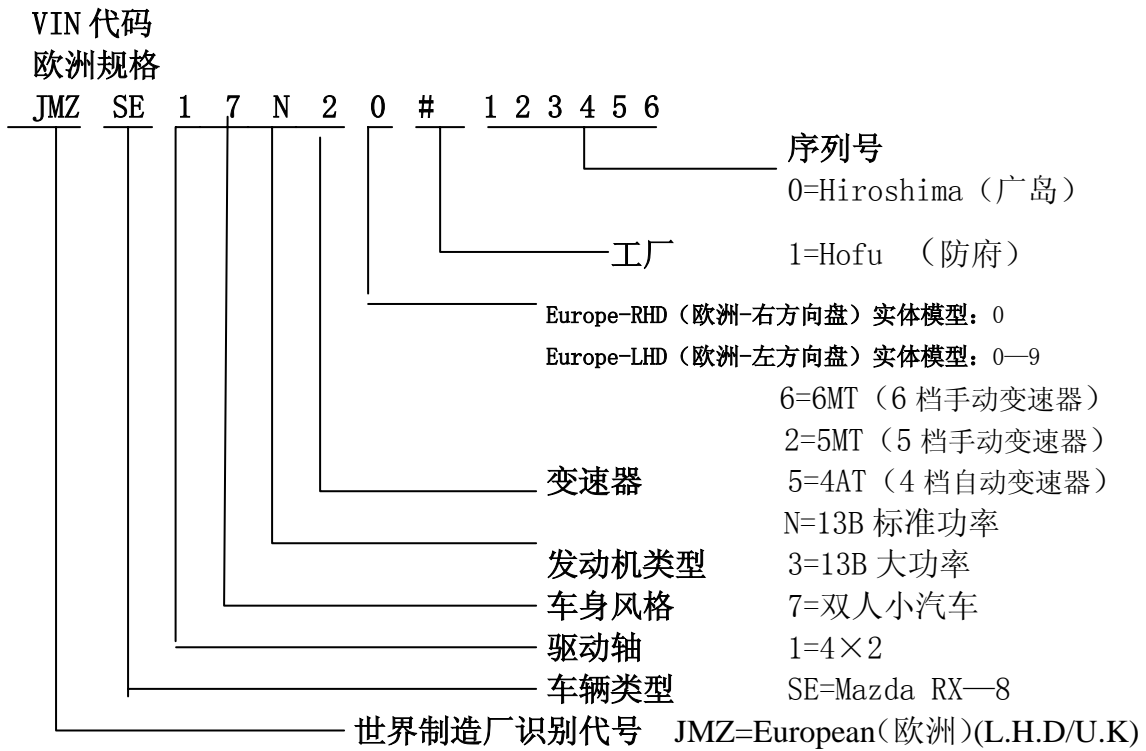 VIN 代码
欧洲规格
JMZ SE 1 7 N 2 0 # 1 2 3 4 5 6
序列号
0=Hiroshima（广岛）
工厂 1=Hofu （防府）
Europe-RHD（欧洲-右方向盘）实体模型：0
Europe-LHD（欧洲-左方向盘）实体模型：0—9
6=6MT（6 档手动变速器）
2=5MT（5 档手动变速器）
变速器 5=4AT（4 档自动变速器）
N=13B 标准功率
发动机类型 3=13B 大功率
车身风格 7=双人小汽车
驱动轴 1=4×2
车辆类型 SE=Mazda RX—8
世界制造厂识别代号 JMZ=European(欧洲)(L.H.D/U.K)